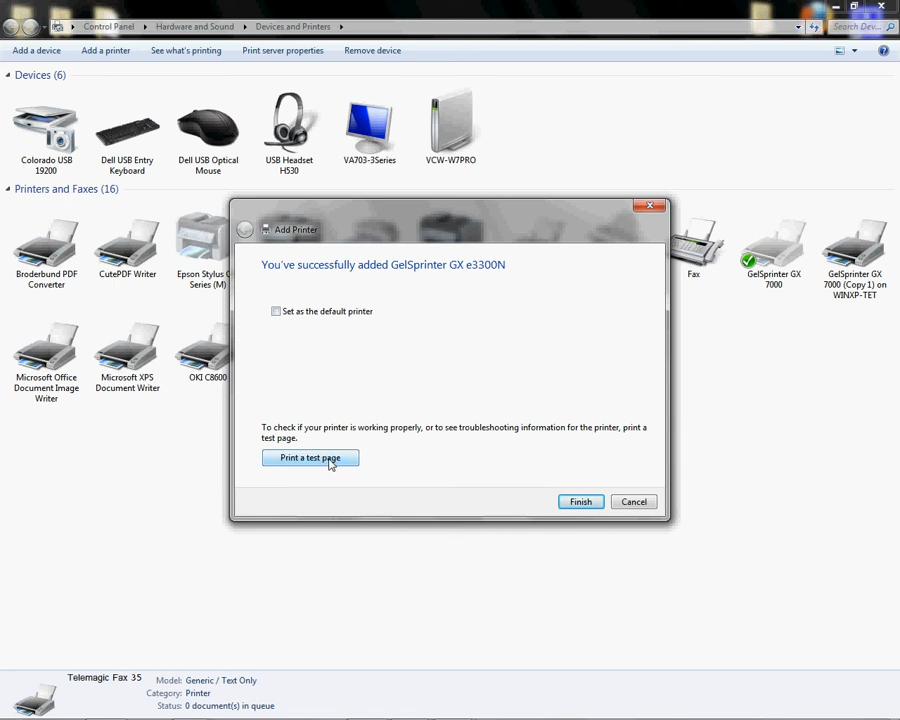 Control Panel
Hardware and Sound
Devices and Printers
Search Dev...
Add a device
Add a printer
See what's printing
Print server properties
Remove device
Devices (6)
Colorado USB
19200
Dell USB Entry
Keyboard
Dell USB Optical
Mouse
USB Headset
H530
VA703-3Series
VCW-W7PRO
Printers and Faxes (16)
Broderbund PDF
Converter
CutePDF Writer
Epson Stylus
Series (M)
Fax
GelSprinter GX
7000
GelSprinter GX
7000 (Copy 1) on
WINXP-TET
Microsoft Office
Document Image
Writer
Microsoft XPS
Document Writer
OKI C8600
Add Printer
You've successfully added GelSprinter GX e3300N
Set as the default printer
To check if your printer is working properly, or to see troubleshooting information for the printer, print a
test page.
Print a test page
Finish
Cancel
Telemagic Fax 35
Model: Generic / Text Only
Category: Printer
Status: 0 document(s) in queue